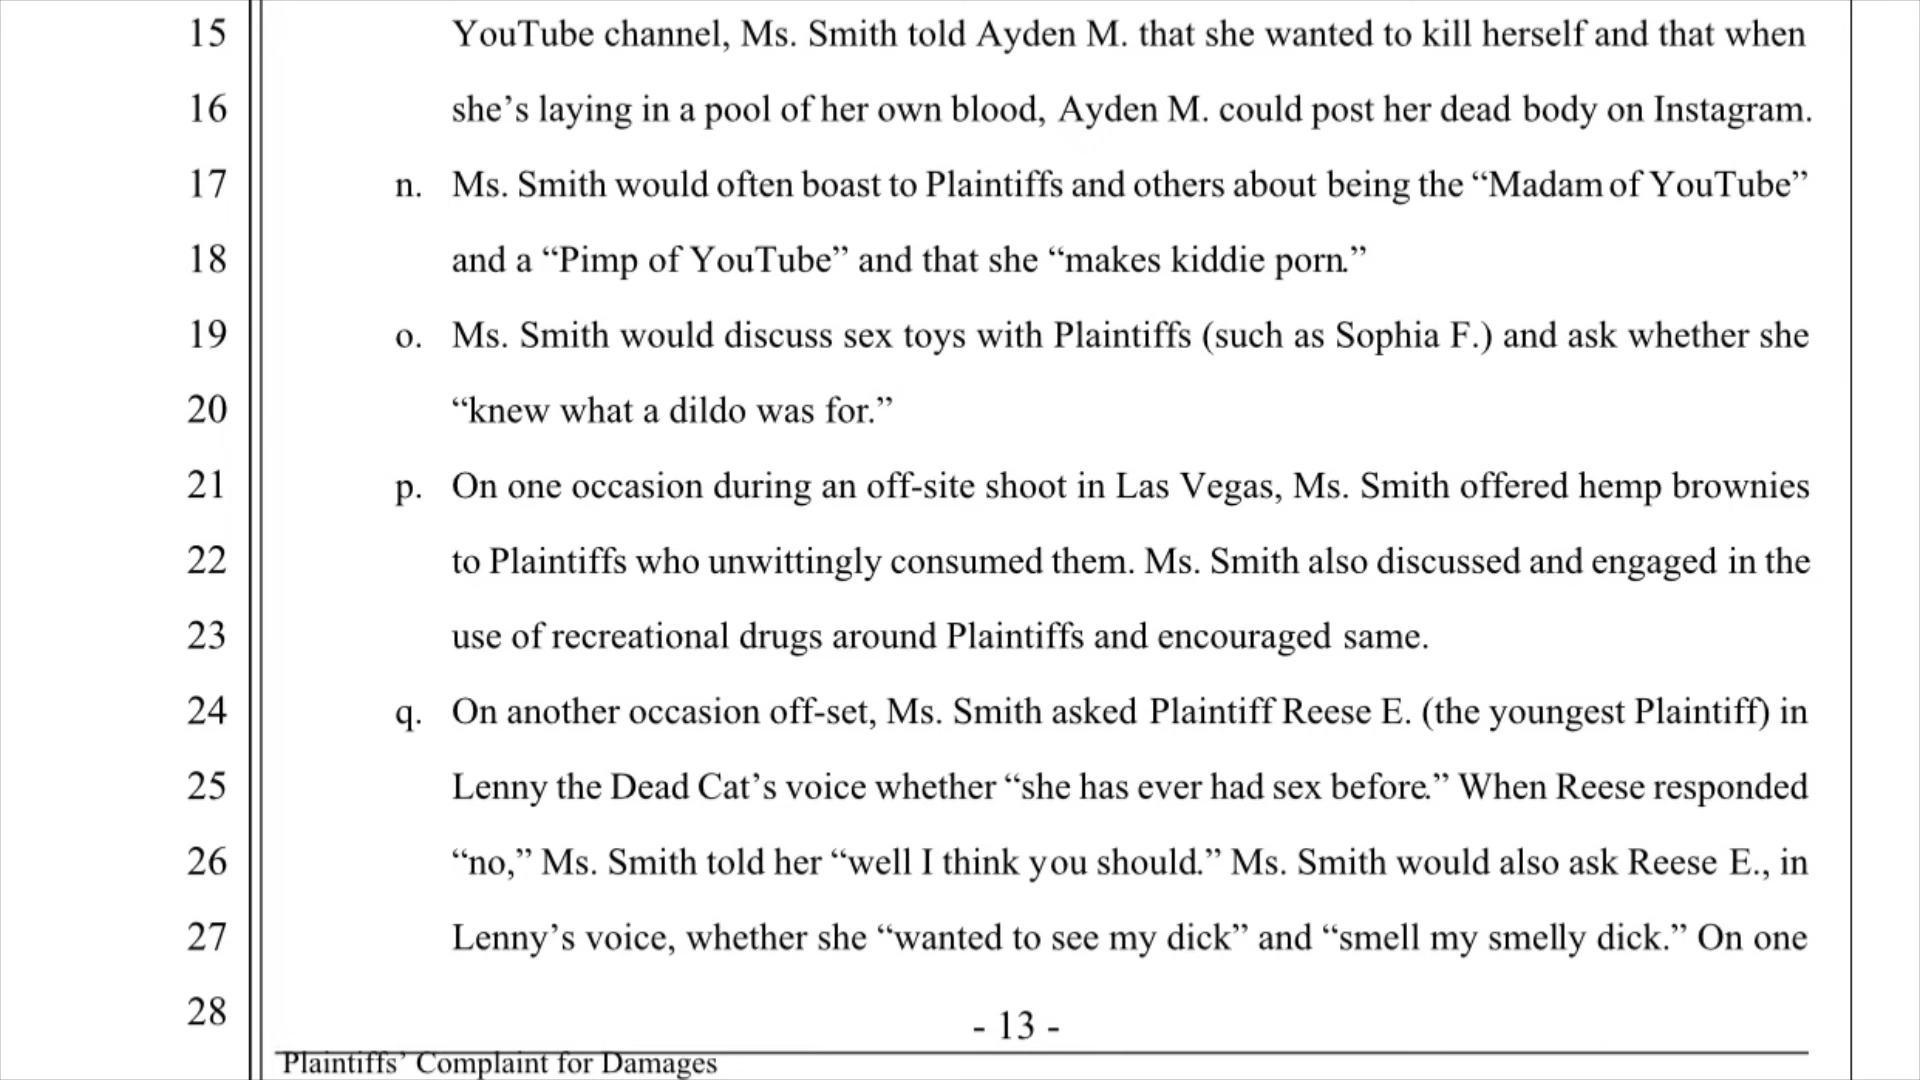 15 YouTube channel, Ms. Smith told Ayden M. that she wanted to kill herself and that when
16 she’s laying in a pool of her own blood, Ayden M. could post her dead body on Instagram.
17 n. Ms. Smith would often boast to Plaintiffs and others about being the “Madam of YouTube”
18 and a “Pimp of YouTube” and that she “makes kiddie porn.”
19 o. Ms. Smith would discuss sex toys with Plaintiffs (such as Sophia F.) and ask whether she
20 “knew what a dildo was for.”
21 p. On one occasion during an off-site shoot in Las Vegas, Ms. Smith offered hemp brownies
22 to Plaintiffs who unwittingly consumed them. Ms. Smith also discussed and engaged in the
23 use of recreational drugs around Plaintiffs and encouraged same.
24 q. On another occasion off-set, Ms. Smith asked Plaintiff Reese E. (the youngest Plaintiff) in
25 Lenny the Dead Cat’s voice whether “she has ever had sex before.” When Reese responded
26 “no,” Ms. Smith told her “well I think you should.” Ms. Smith would also ask Reese E., in
27 Lenny’s voice, whether she “wanted to see my dick” and “smell my smelly dick.” On one
28
- 13 -
Plaintiffs’ Complaint for Damages